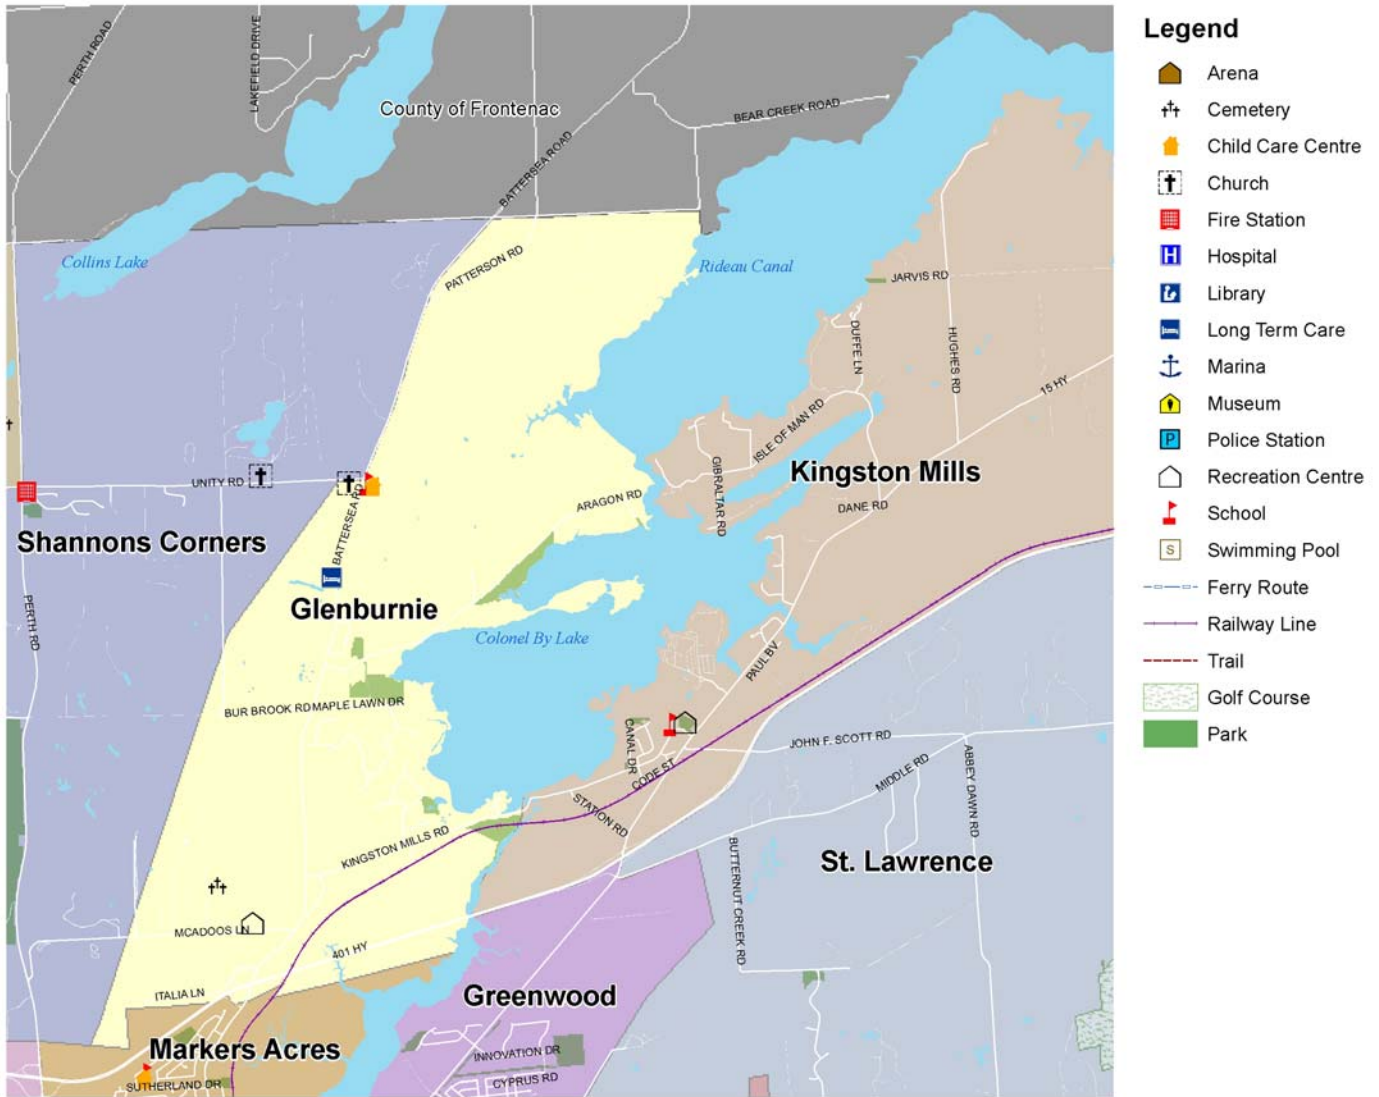 Legend
Arena
Cemetery
Child Care Centre
Church
Fire Station
Hospital
H
Library
Long Term Care
Marina
Museum
Police Station
P
Recreation Centre
School
Swimming Pool
S
Ferry Route
Railway Line
Trail
Golf Course
Park
PERTH ROAD
LAKEFIELD DRIVE
County of Frontenac
BEAR CREEK ROAD
BATTERSEA ROAD
Collins Lake
PATTERSON RD
Rideau Canal
JARVIS RD
DUFFE LN
HUGHES RD
15 HY
ISLE OF MAN RD
GIBRALTAR RD
Kingston Mills
UNITY RD
BATTERSEA RD
ARAGON RD
DANE RD
Shannons Corners
Glenburnie
PERTH RD
Colonel By Lake
PAUL BV
BUR BROOK RD
MAPLE LAWN DR
CANAL DR
CODE ST
JOHN F. SCOTT RD
MIDDLE RD
ABBEY DAWN RD
STATION RD
KINGSTON MILLS RD
BUTTERNUT CREEK RD
St. Lawrence
MCADOOS LN
401 HY
ITALIA LN
Greenwood
Markers Acres
INNOVATION DR
SUTHERLAND DR
CYPRUS RD